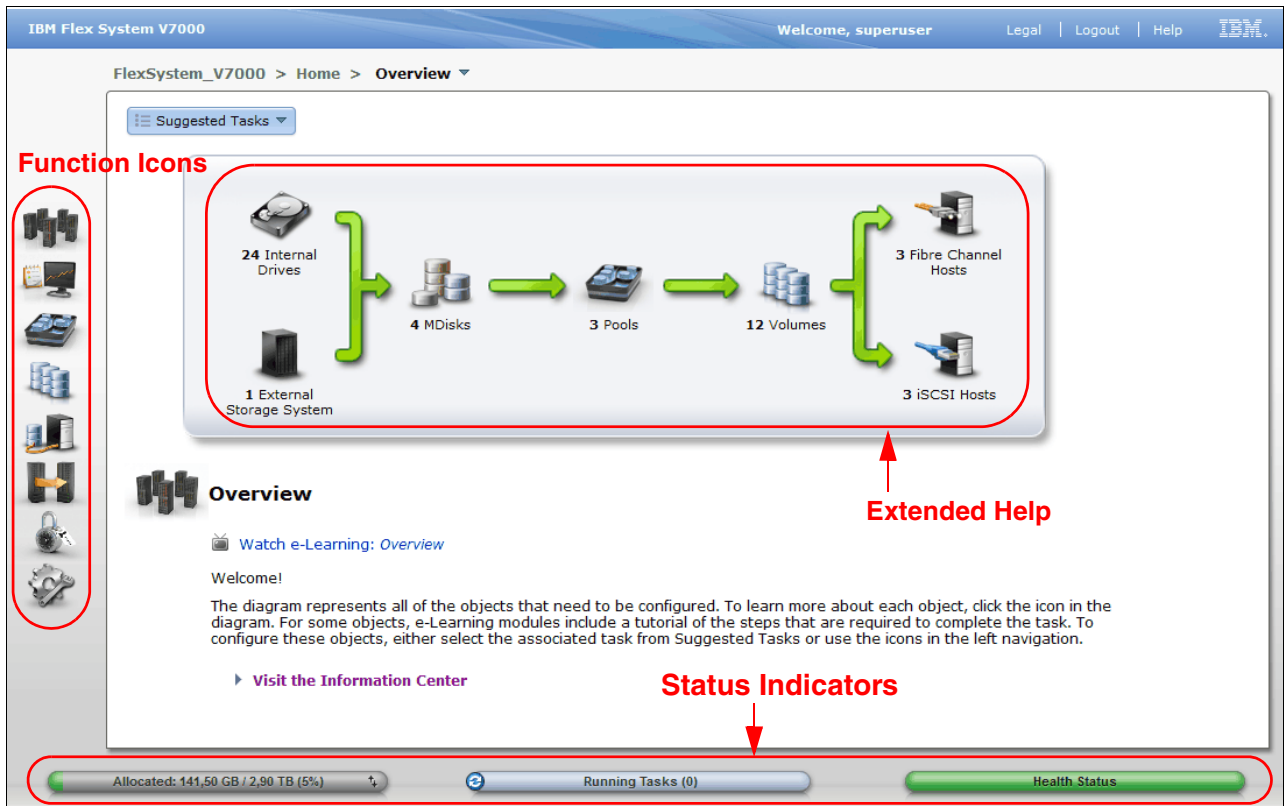 IBM Flex System V7000
Welcome, superuser
Legal | Logout | Help
IBM.
FlexSystem_V7000 > Home > Overview
Suggested Tasks
Function Icons
24 Internal
Drives
1 External
Storage System
4 MDisks
3 Pools
12 Volumes
3 Fibre Channel
Hosts
3 iSCSI Hosts
Extended Help
Overview
Watch e-Learning: Overview
Welcome!
The diagram represents all of the objects that need to be configured. To learn more about each object, click the icon in the
diagram. For some objects, e-Learning modules include a tutorial of the steps that are required to complete the task. To
configure these objects, either select the associated task from Suggested Tasks or use the icons in the left navigation.
Visit the Information Center
Status Indicators
Allocated: 141,50 GB / 2,90 TB (5%)
Running Tasks (0)
Health Status